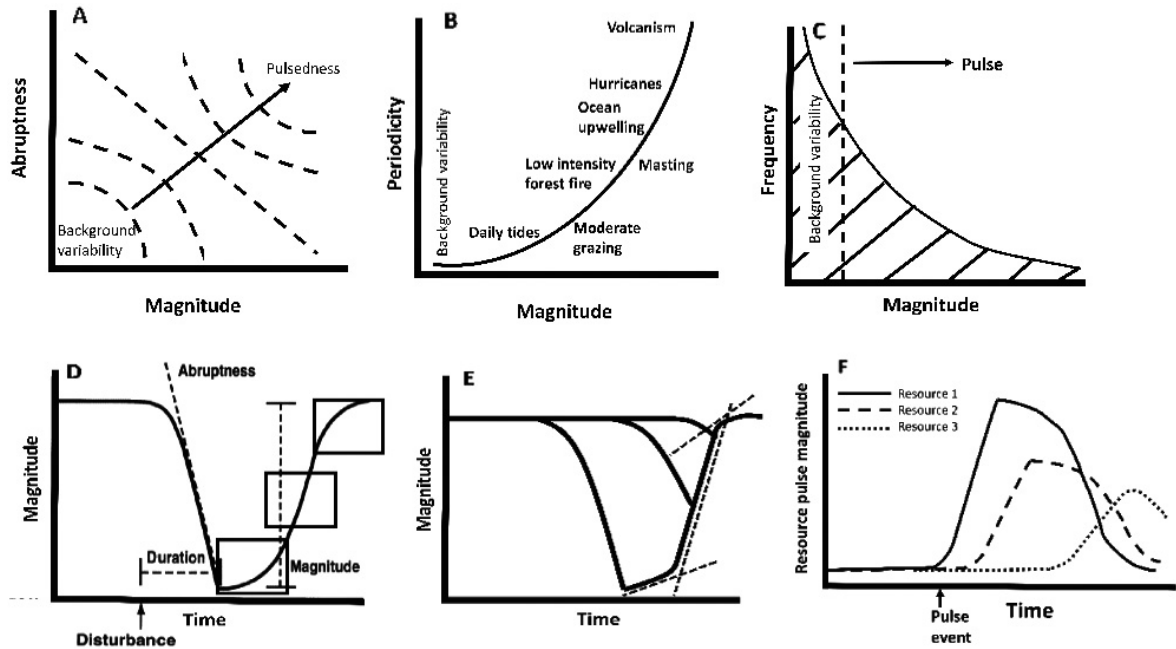 A
Abruptness
Pulsedness
Background
variability
Magnitude
B
Periodicity
Background variability
Volcanism
Hurricanes
Ocean
upwelling
Low intensity
forest fire
Masting
Daily tides
Moderate
grazing
Magnitude
C
Frequency
Background variability
Pulse
Magnitude
D
Abruptness
Magnitude
Duration
Magnitude
Time
Disturbance
E
Magnitude
Time
F
Resource pulse magnitude
Resource 1
Resource 2
Resource 3
Pulse
event
Time